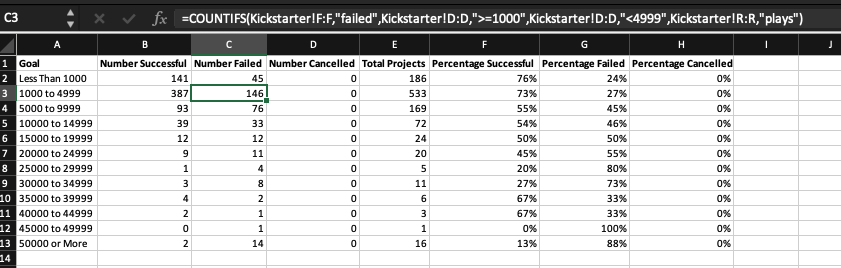 C3 fx =COUNTIFS(Kickstarter!F:F,"failed",Kickstarter!D:D,">=1000",Kickstarter!D:D,"<4999",Kickstarter!R:R,"plays")
A B C D E F G H I J
1 Goal Number Successful Number Failed Number Cancelled Total Projects Percentage Successful Percentage Failed Percentage Cancelled
2 Less Than 1000 141 45 0 186 76% 24% 0%
3 1000 to 4999 387 146 0 533 73% 27% 0%
4 5000 to 9999 93 76 0 169 55% 45% 0%
5 10000 to 14999 39 33 0 72 54% 46% 0%
6 15000 to 19999 12 12 0 24 50% 50% 0%
7 20000 to 24999 9 11 0 20 45% 55% 0%
8 25000 to 29999 1 4 0 5 20% 80% 0%
9 30000 to 34999 3 8 0 11 27% 73% 0%
10 35000 to 39999 4 2 0 6 67% 33% 0%
11 40000 to 44999 2 1 0 3 67% 33% 0%
12 45000 to 49999 0 1 0 1 0% 100% 0%
13 50000 or More 2 14 0 16 13% 88% 0%
14